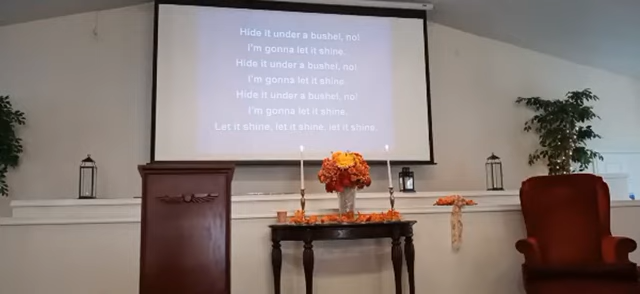 Hide it under a bushel, no!
I'm gonna let it shine.
Hide it under a bushel, no!
I'm gonna let it shine.
Hide it under a bushel, no!
I'm gonna let it shine.
Let it shine, let it shine, let it shine.